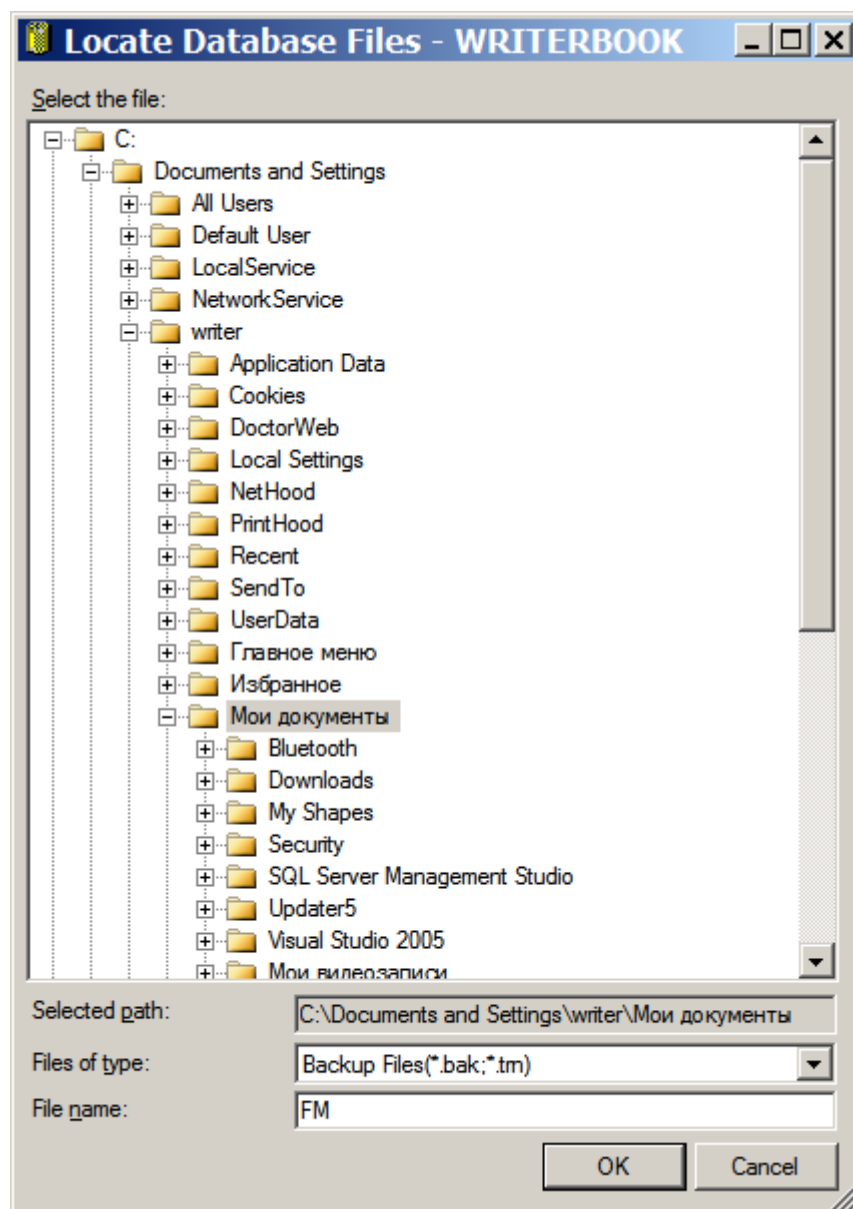 Locate Database Files - WRITERBOOK
Select the file:
C:
Documents and Settings
All Users
Default User
LocalService
NetworkService
writer
Application Data
Cookies
DoctorWeb
Local Settings
NetHood
PrintHood
Recent
SendTo
UserData
Главное меню
Избранное
Мои документы
Bluetooth
Downloads
My Shapes
Security
SQL Server Management Studio
Updater5
Visual Studio 2005
Мои видеозаписи
Selected path: C:\Documents and Settings\writer\Мои документы
Files of type: Backup Files(*.bak;*.trn)
File name: FM
OK Cancel